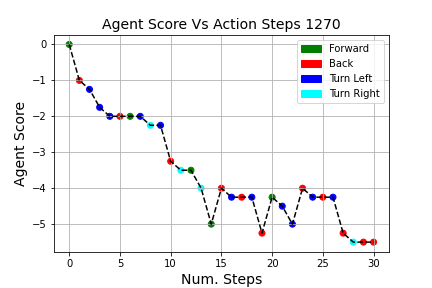 Agent Score Vs Action Steps 1270
Forward
Back
Turn Left
Turn Right
Agent Score
0
−1
−2
−3
−4
−5
0 5 10 15 20 25 30
Num. Steps